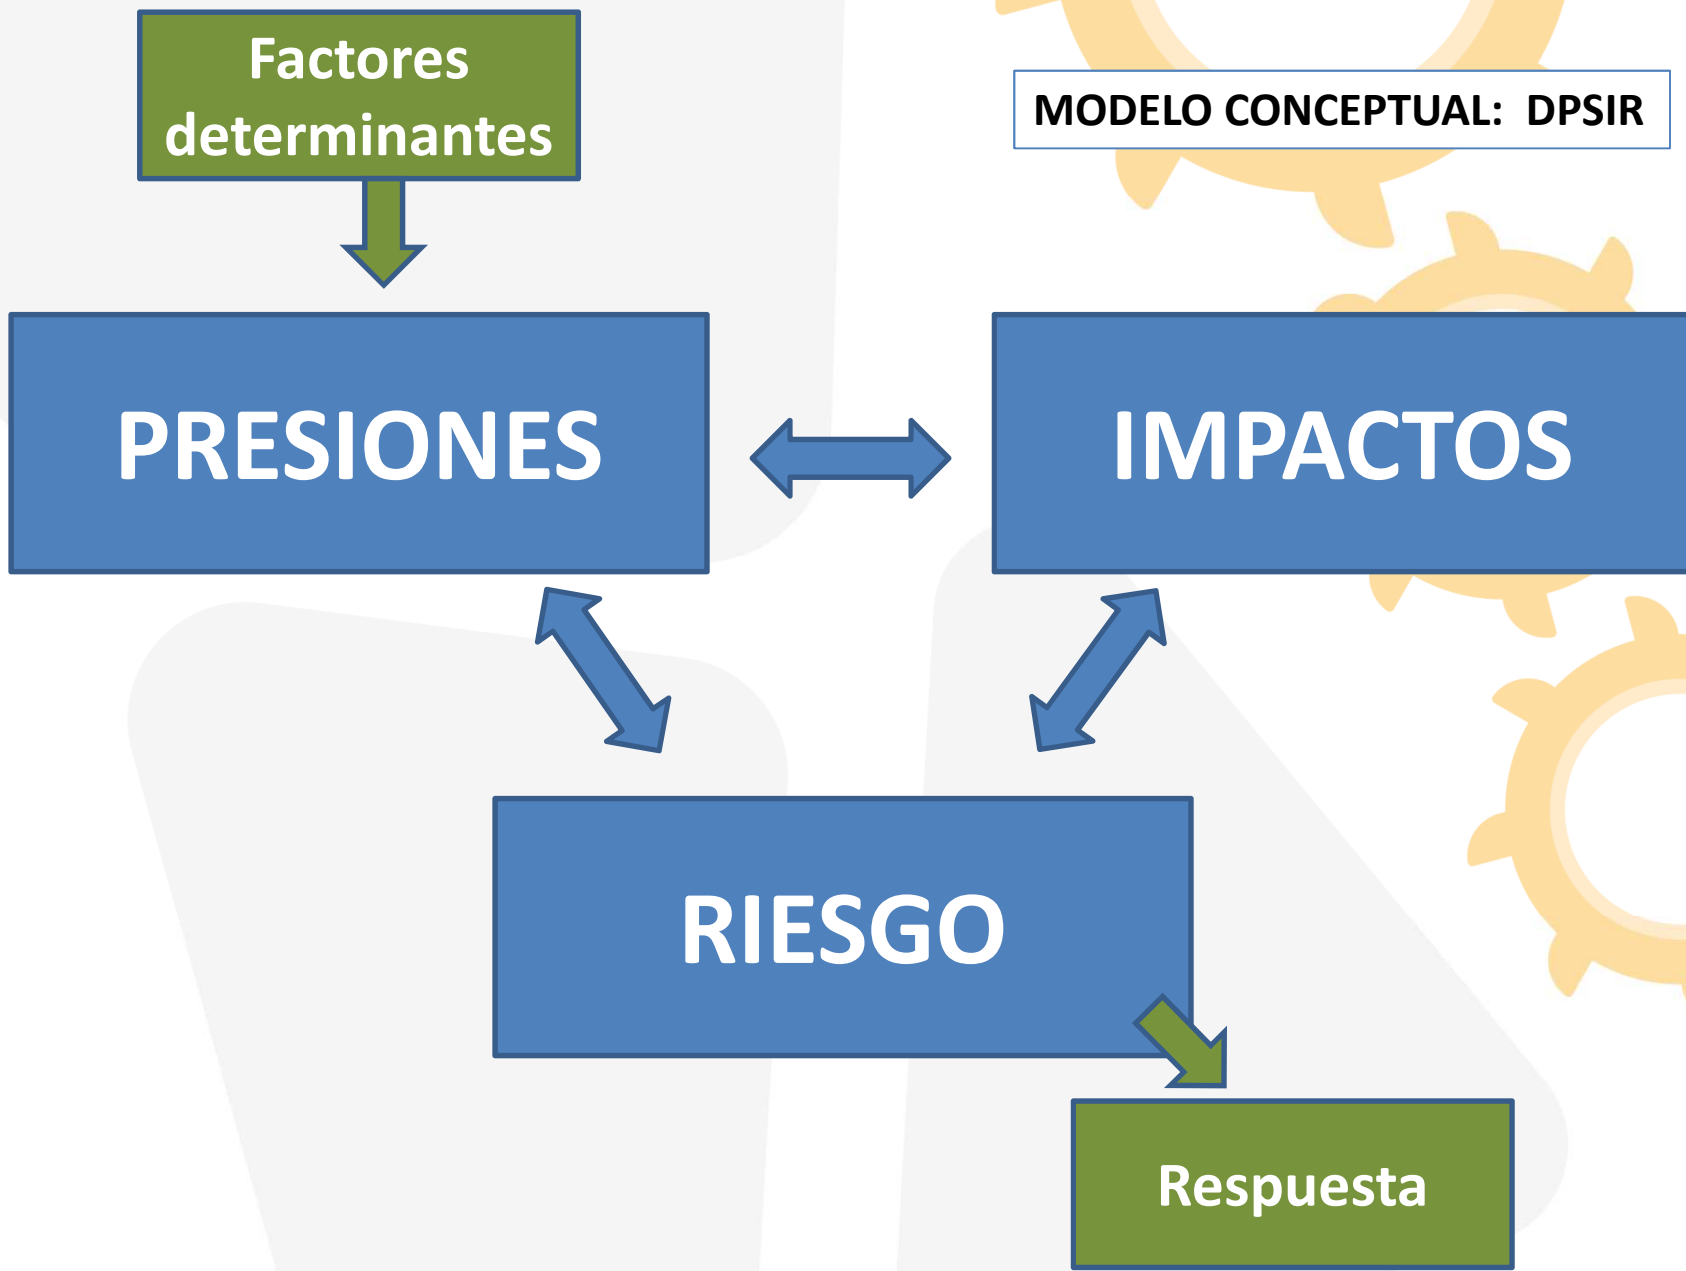 Factores
determinantes
MODELO CONCEPTUAL: DPSIR
PRESIONES
IMPACTOS
RIESGO
Respuesta